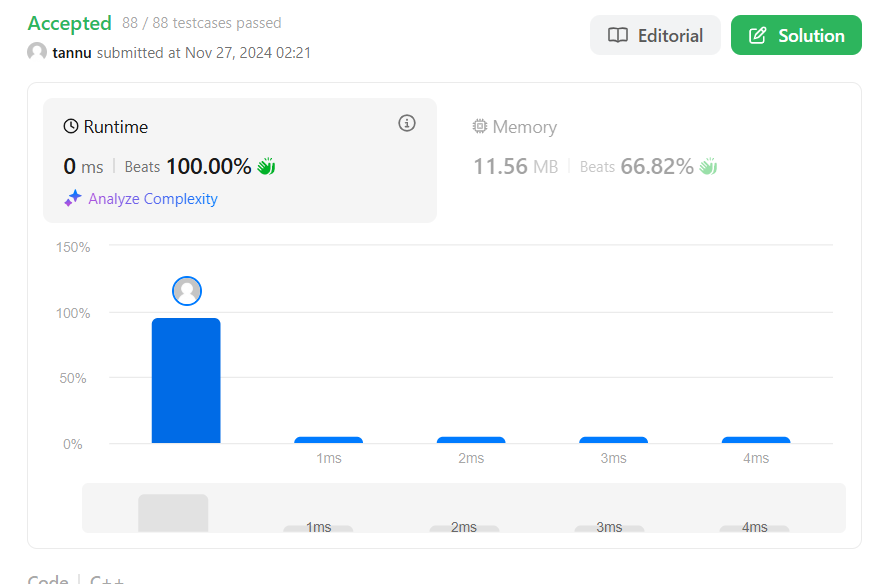 Accepted 88 / 88 testcases passed
Editorial
Solution
tannu submitted at Nov 27, 2024 02:21
Runtime
0 ms | Beats 100.00%
Analyze Complexity
Memory
11.56 MB | Beats 66.82%
150%
100%
50%
0%
1ms 2ms 3ms 4ms
1ms 2ms 3ms 4ms
Code | C++